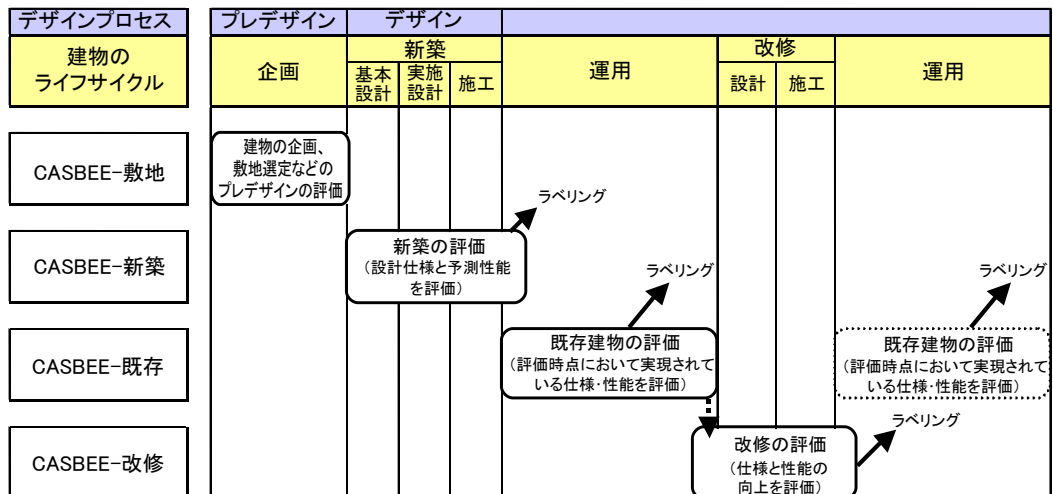 デザインプロセス
プレデザイン
デザイン
建物の
ライフサイクル
企画
新築
基本
設計
実施
設計
施工
運用
改修
設計
施工
運用
CASBEE-敷地
建物の企画、
敷地選定などの
プレデザインの評価
ラベリング
CASBEE-新築
新築の評価
（設計仕様と予測性能
を評価）
ラベリング
ラベリング
CASBEE-既存
既存建物の評価
（評価時点において実現されて
いる仕様・性能を評価）
既存建物の評価
（評価時点において実現されて
いる仕様・性能を評価）
ラベリング
CASBEE-改修
改修の評価
（仕様と性能の
向上を評価）